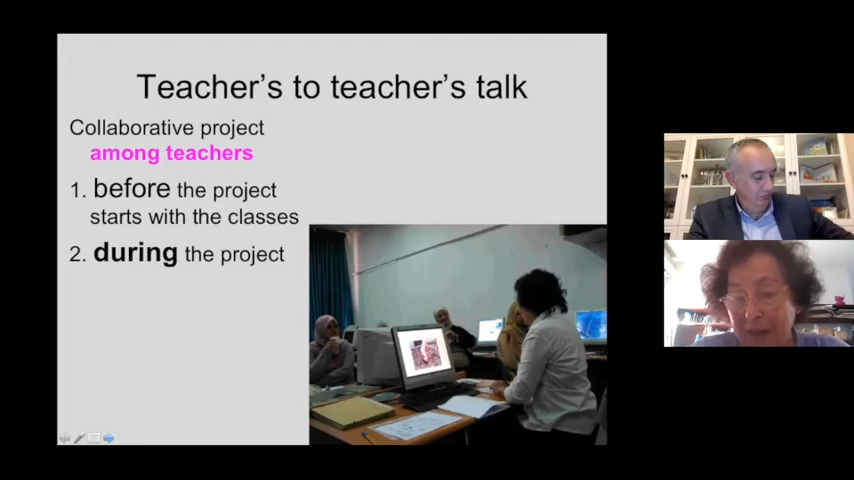 Teacher's to teacher's talk
Collaborative project
among teachers
1. before the project
starts with the classes
2. during the project